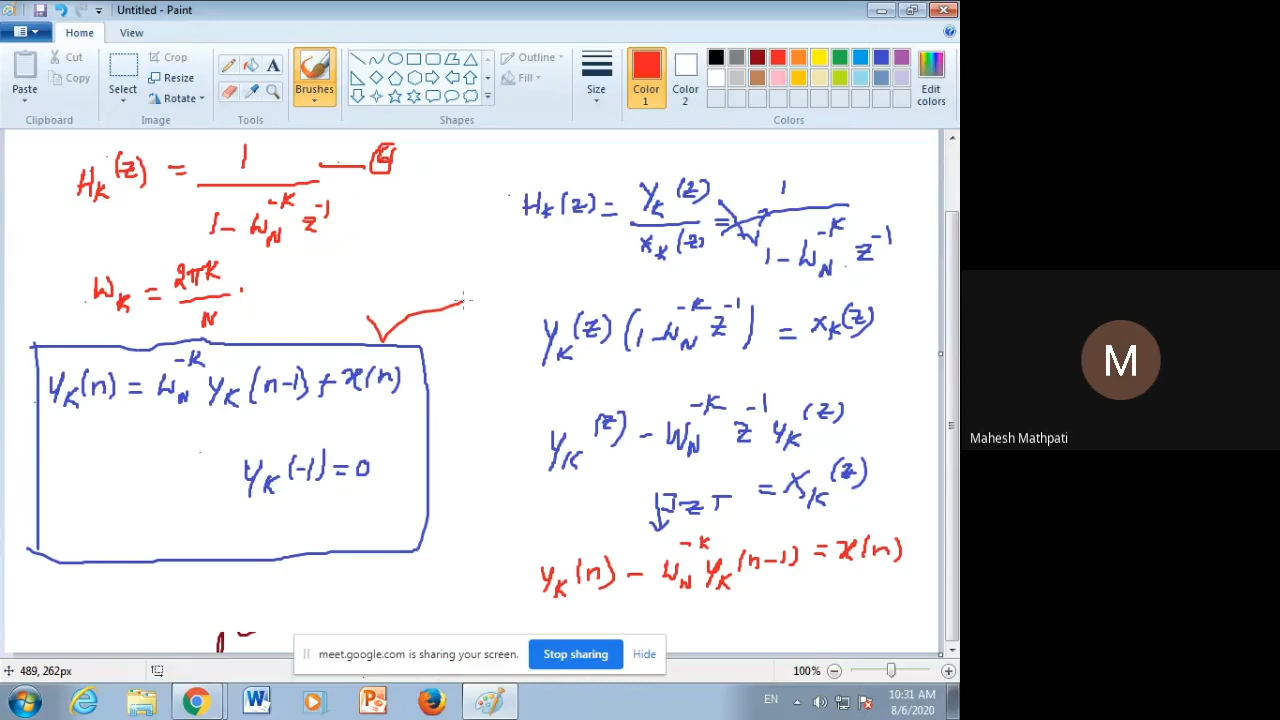 Untitled - Paint
Home
View
Paste
Cut
Copy
Clipboard
Select
Crop
Resize
Rotate
Image
Tools
Brushes
Shapes
Outline
Fill
Size
Color 1
Color 2
Edit colors
Colors
H_K(z) = 1 / (1 - W_N^-K z^-1) — 6
W_K = 2πK / N
y_K(n) = W_N^-K y_K(n-1) + x(n)
y_K(-1) = 0
H_K(z) = Y_K(z) / X_K(z) = 1 / (1 - W_N^-K z^-1)
Y_K(z) (1 - W_N^-K z^-1) = X_K(z)
Y_K(z) - W_N^-K z^-1 Y_K(z)
= X_K(z)
↓ IZT
y_K(n) - W_N^-K y_K(n-1) = x(n)
meet.google.com is sharing your screen.
Stop sharing
Hide
489, 262px
100%
EN
10:31 AM
8/6/2020
M
Mahesh Mathpati